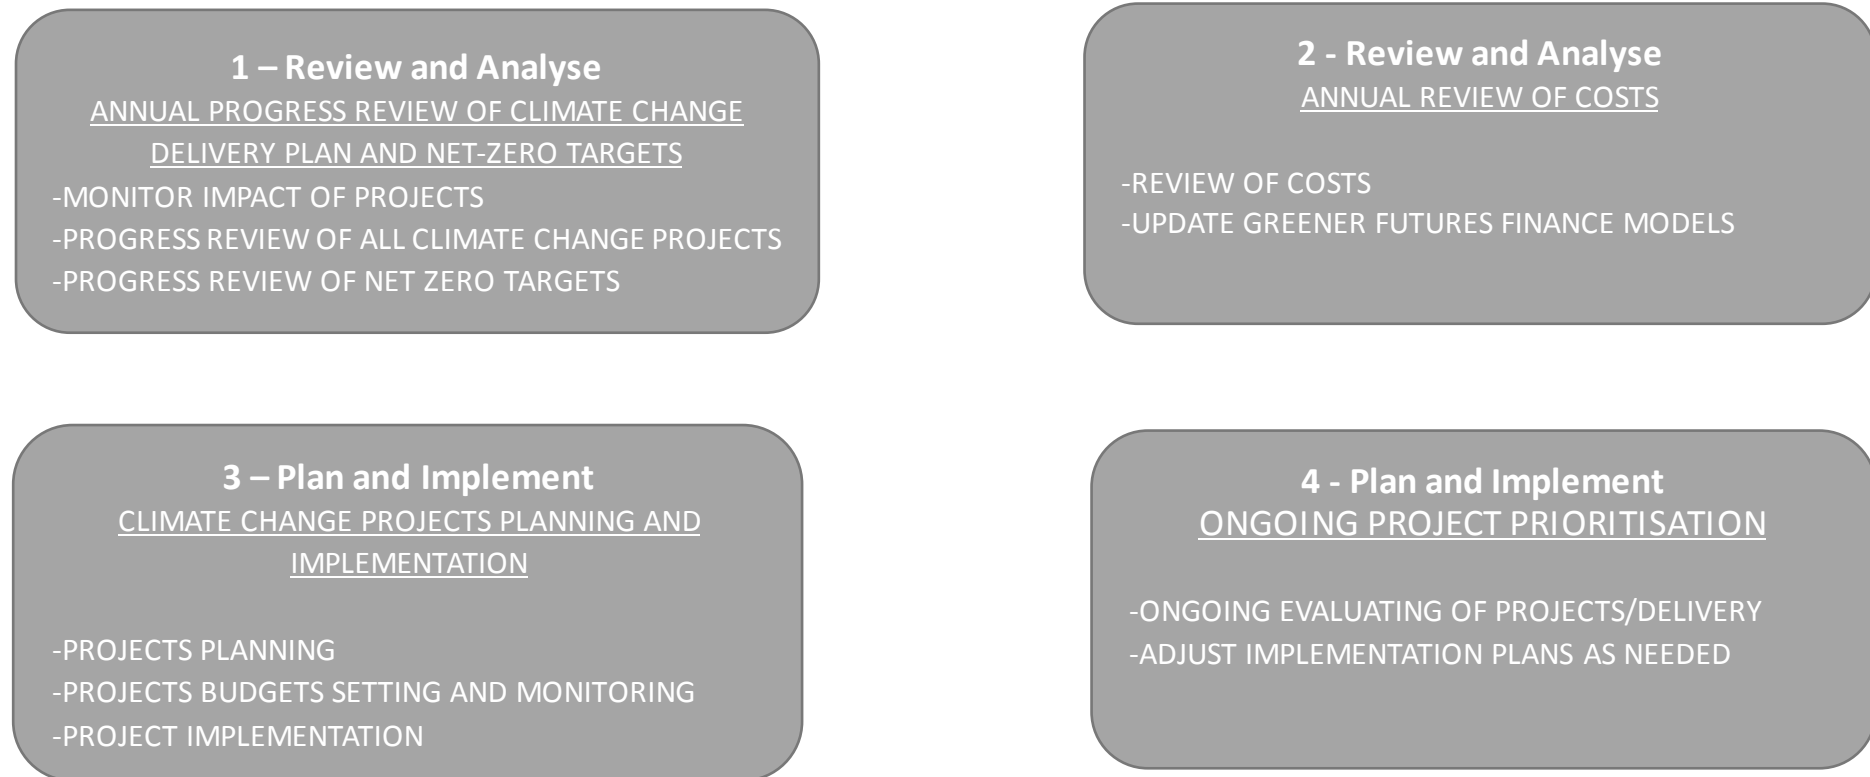 1 – Review and Analyse
ANNUAL PROGRESS REVIEW OF CLIMATE CHANGE
DELIVERY PLAN AND NET-ZERO TARGETS
-MONITOR IMPACT OF PROJECTS
-PROGRESS REVIEW OF ALL CLIMATE CHANGE PROJECTS
-PROGRESS REVIEW OF NET ZERO TARGETS
2 - Review and Analyse
ANNUAL REVIEW OF COSTS
-REVIEW OF COSTS
-UPDATE GREENER FUTURES FINANCE MODELS
3 – Plan and Implement
CLIMATE CHANGE PROJECTS PLANNING AND
IMPLEMENTATION
-PROJECTS PLANNING
-PROJECTS BUDGETS SETTING AND MONITORING
-PROJECT IMPLEMENTATION
4 - Plan and Implement
ONGOING PROJECT PRIORITISATION
-ONGOING EVALUATING OF PROJECTS/DELIVERY
-ADJUST IMPLEMENTATION PLANS AS NEEDED